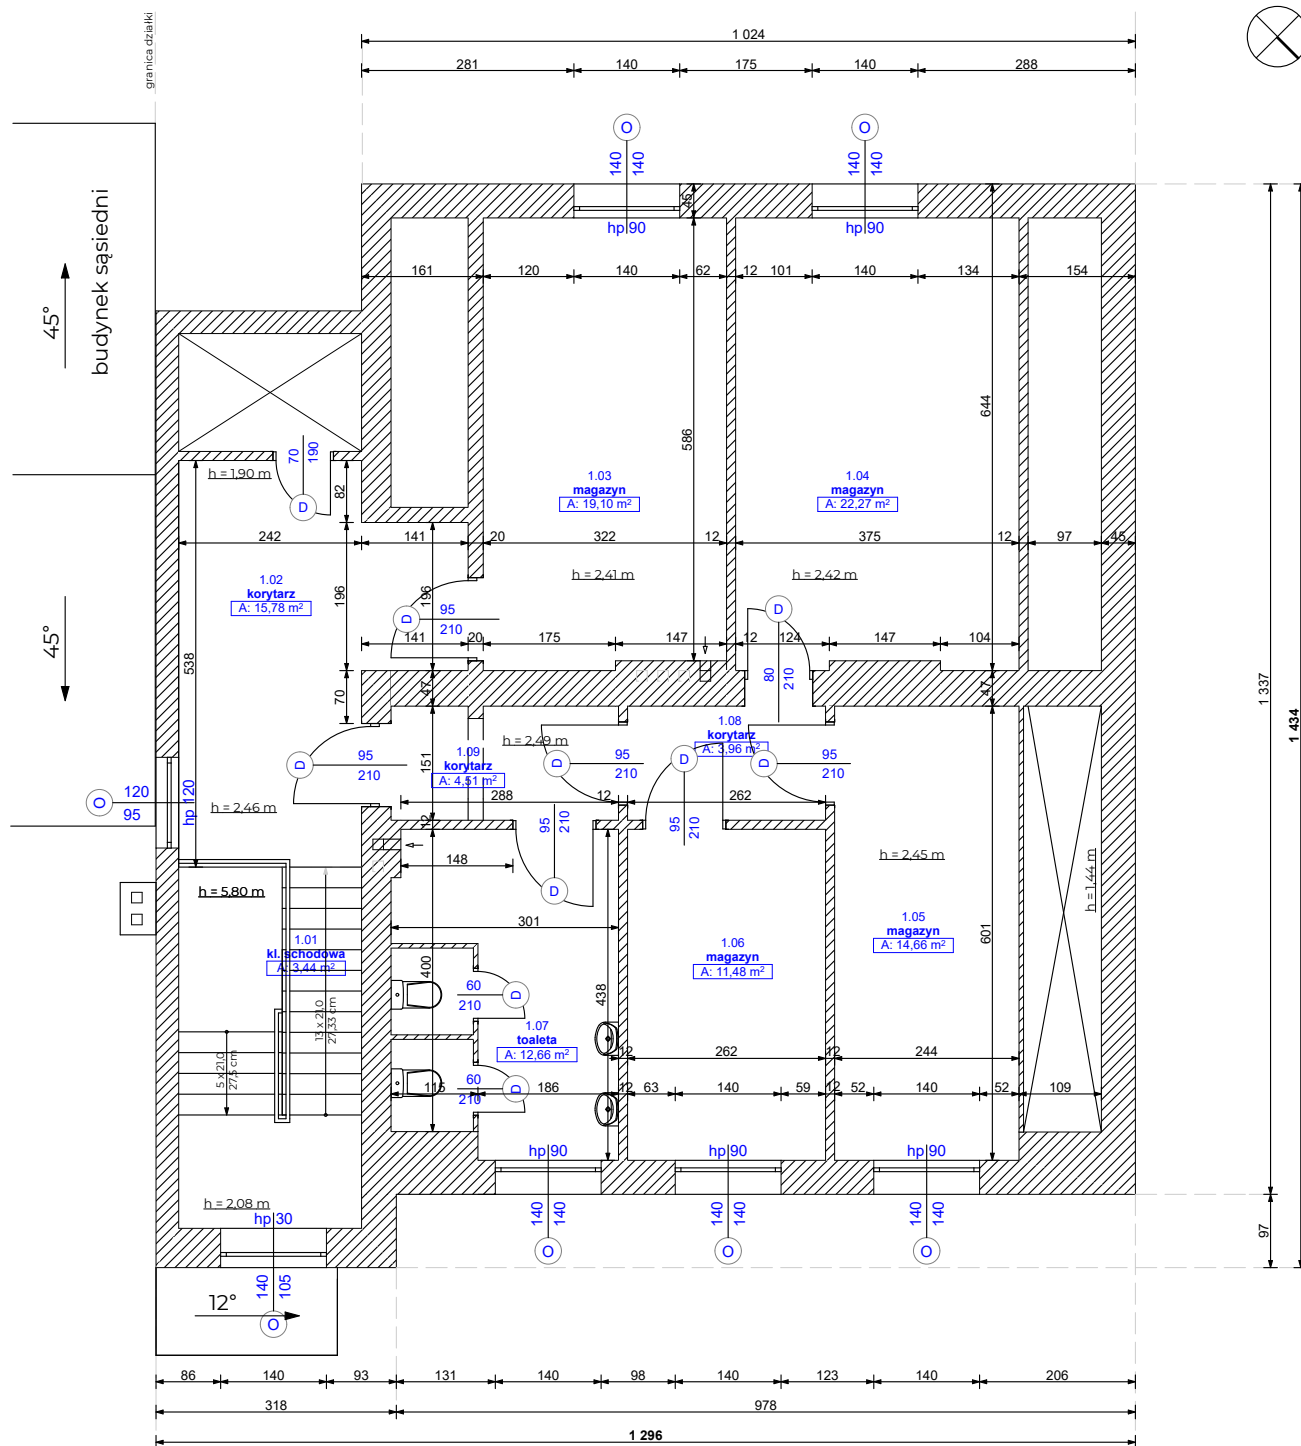 granica działki
1 024
281 140 175 140 288
O O
140 140 140 140
45
hp 90 hp 90
budynek sąsiedni
45°
161 120 140 62 12 101 140 134 154
644
586
1 337
1 434
70 190
h = 1,90 m
D
82
1.03
magazyn
A: 19,10 m²
1.04
magazyn
A: 22,27 m²
242 141 20 322 12 375 12 97 45
h = 2,41 m h = 2,42 m
1.02
korytarz
A: 15,78 m²
196 196
D 95
210
D
45°
538
141 20 175 147 12 124 147 104
80 210
70 47 47
1.08
korytarz
A: 3,96 m²
h = 2,49 m
1.09
korytarz
A: 4,51 m²
151
D 95
210
D 95
210
D
D 95
210
O 120
95
hp 120
h = 2,46 m
288 12 262
12
95 210
95 210
148
h = 2,45 m
h = 1,44 m
h = 5,80 m
D
301
1.05
magazyn
A: 14,66 m²
601
1.01
kl. schodowa
A: 3,44 m²
1.06
magazyn
A: 11,48 m²
400
438
60
210
D
13 x 21,0
27,33 cm
1.07
toaleta
A: 12,66 m²
5 x 21,0
27,5 cm
12 262 12 244
60
210
D
115 186 12 63 140 59 12 52 140 52 109
hp 90 hp 90 hp 90
h = 2,08 m
hp 30
140 140 140 140 140 140
97
O O O
140 105
12°
O
86 140 93 131 140 98 140 123 140 206
318 978
1 296